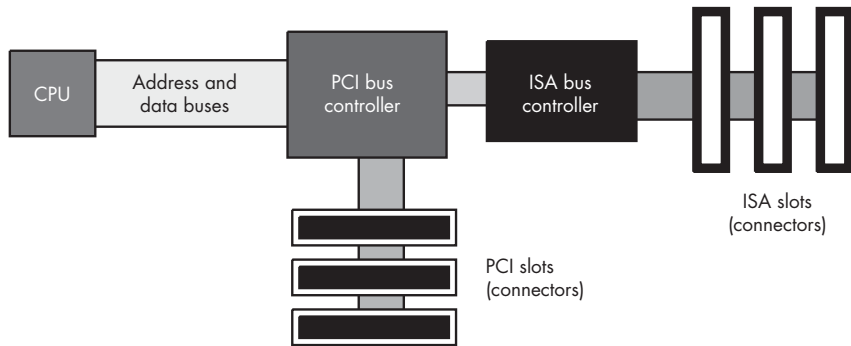 CPU
Address and
data buses
PCI bus
controller
ISA bus
controller
ISA slots
(connectors)
PCI slots
(connectors)